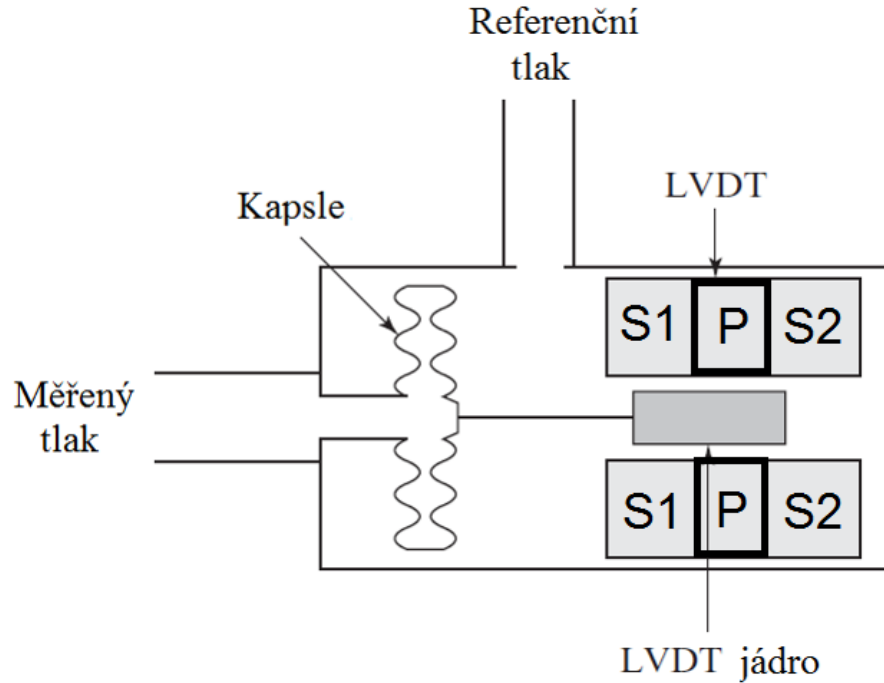 Referenční
tlak
LVDT
Kapsle
S1 P S2
Měřený
tlak
S1 P S2
LVDT jádro